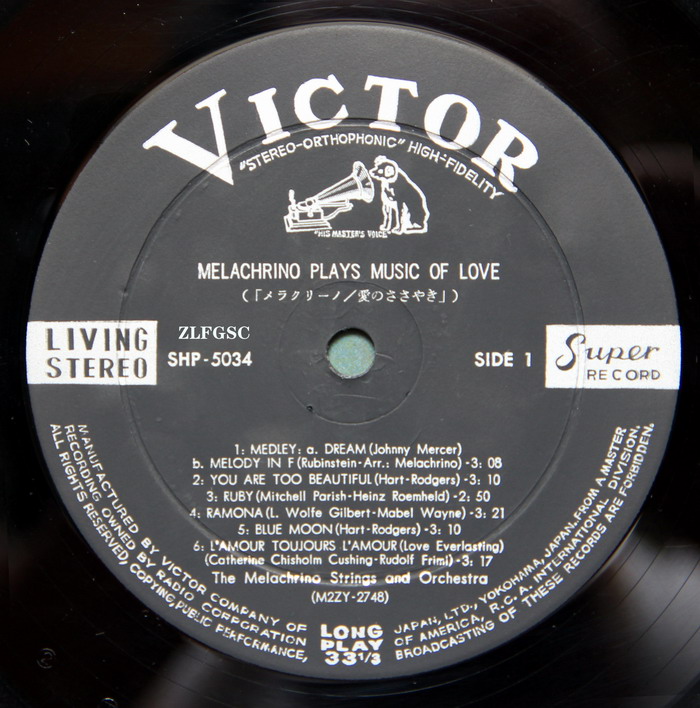 VICTOR
"STEREO-ORTHOPHONIC" HIGH-FIDELITY
"HIS MASTER'S VOICE"
MELACHRINO PLAYS MUSIC OF LOVE
(「メラクリーノ/愛のささやき」)
LIVING
STEREO
ZLFGSC
SHP-5034
SIDE 1
Super
RECORD
1: MEDLEY: a. DREAM (Johnny Mercer)
b. MELODY IN F (Rubinstein-Arr.: Melachrino) -3: 08
2: YOU ARE TOO BEAUTIFUL (Hart-Rodgers) -3: 10
3: RUBY (Mitchell Parish-Heinz Roemheld) -2: 50
4: RAMONA (L. Wolfe Gilbert-Mabel Wayne) -3: 21
5: BLUE MOON (Hart-Rodgers) -3: 10
6: L'AMOUR TOUJOURS L'AMOUR (Love Everlasting)
(Catherine Chisholm Cushing-Rudolf Friml) -3: 17
The Melachrino Strings and Orchestra
(M2ZY-2748)
LONG
PLAY
33 1/3
MANUFACTURED BY VICTOR COMPANY OF JAPAN, LTD., YOKOHAMA, JAPAN, FROM A MASTER
RECORDING OWNED BY RADIO CORPORATION OF AMERICA, R.C.A. INTERNATIONAL DIVISION.
ALL RIGHTS RESERVED, COPYING, PUBLIC PERFORMANCE, BROADCASTING OF THESE RECORDS ARE FORBIDDEN.